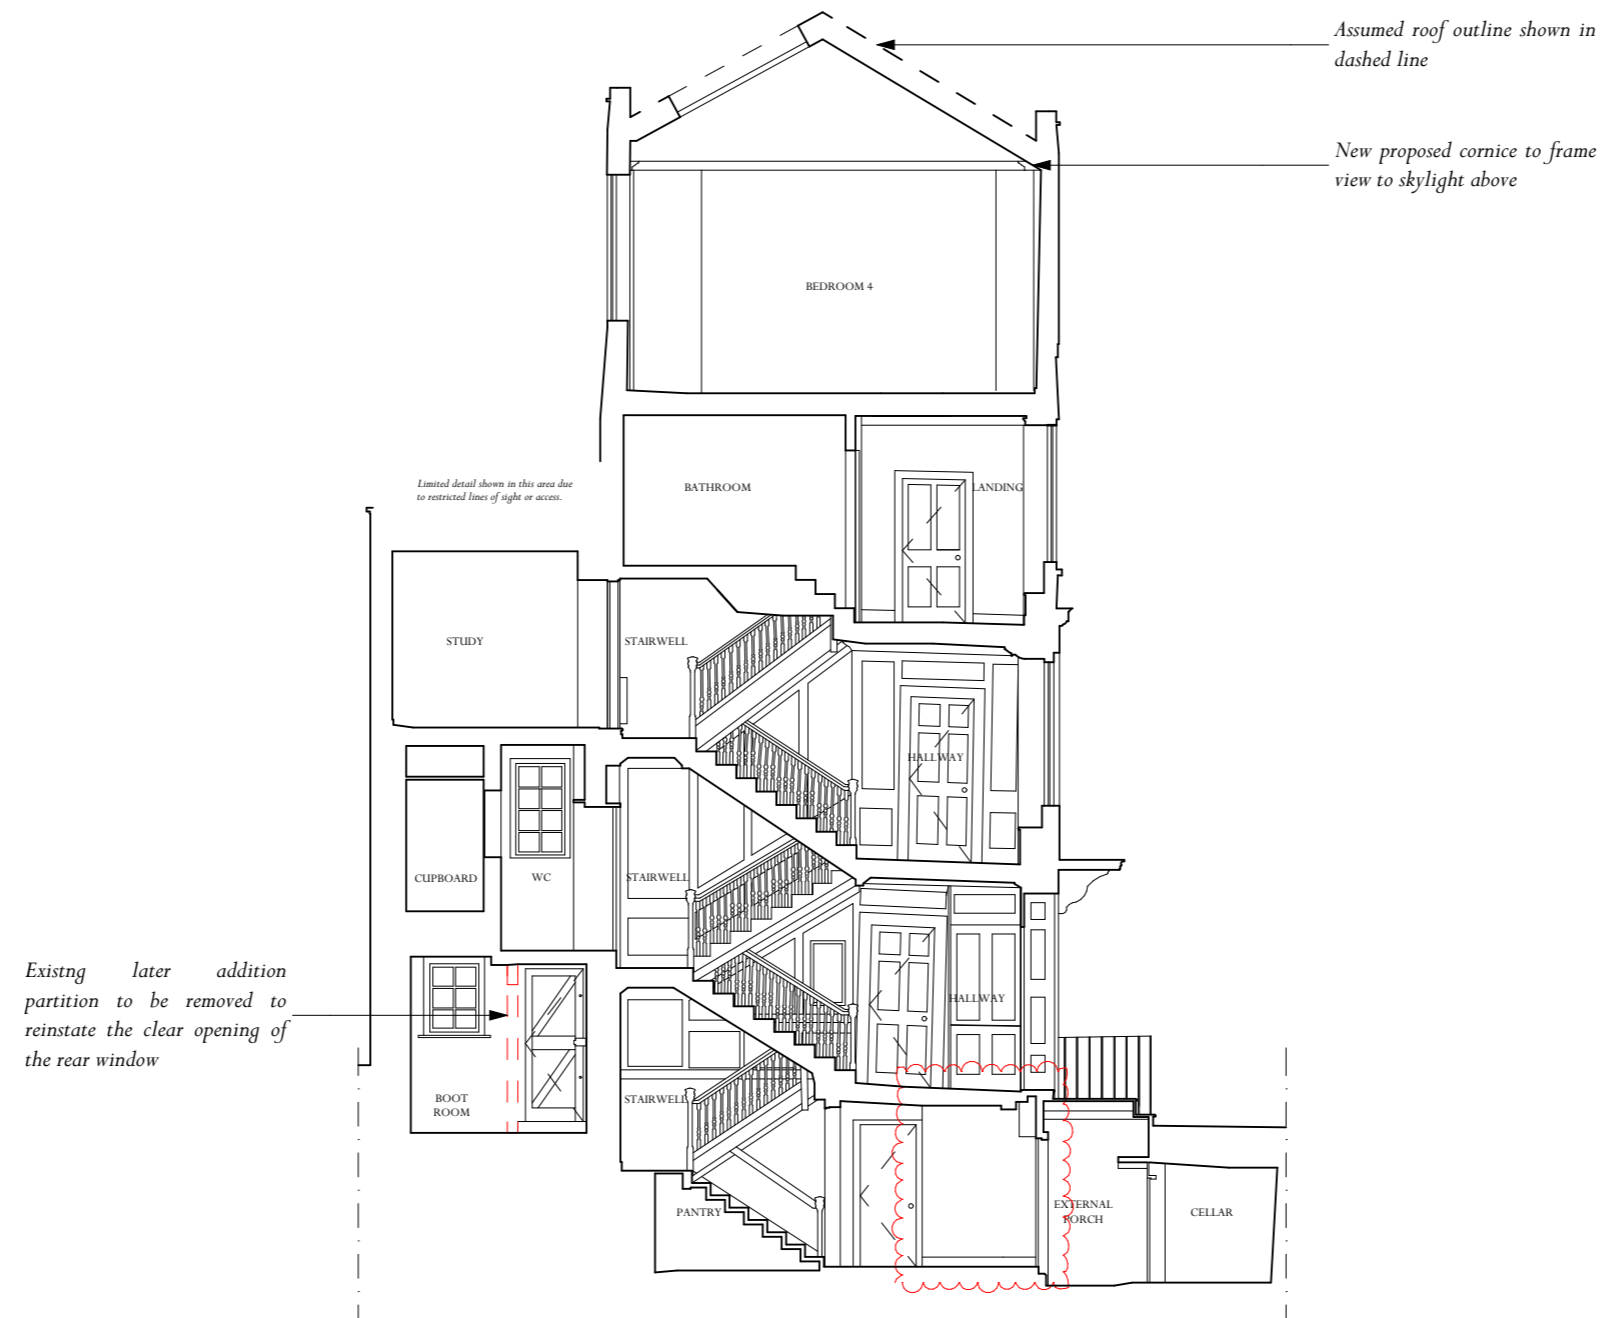 Assumed roof outline shown in
dashed line
New proposed cornice to frame
view to skylight above
BEDROOM 4
Limited detail shown in this area due
to restricted lines of sight or access.
BATHROOM
LANDING
STUDY
STAIRWELL
HALLWAY
CUPBOARD
WC
STAIRWELL
Existng later addition
partition to be removed to
reinstate the clear opening of
the rear window
HALLWAY
BOOT
ROOM
STAIRWELL
PANTRY
EXTERNAL
PORCH
CELLAR